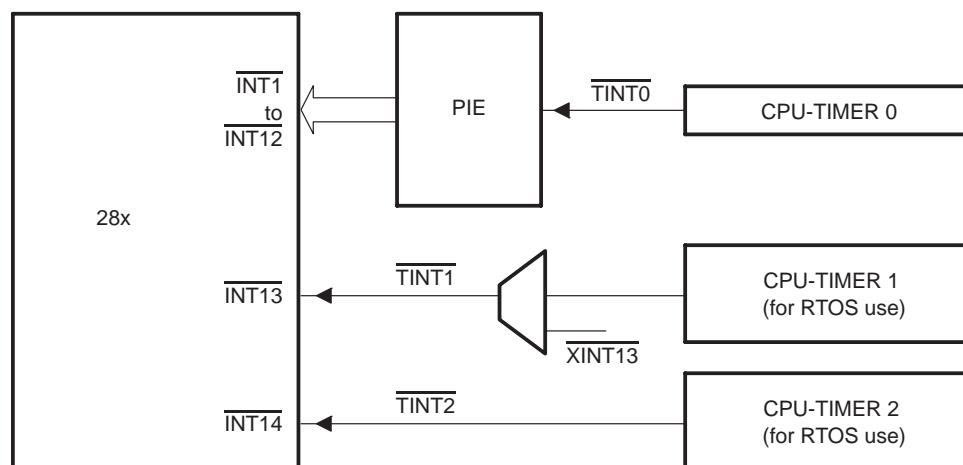 INT1
to
INT12
PIE
TINT0
CPU-TIMER 0
28x
INT13
TINT1
XINT13
CPU-TIMER 1
(for RTOS use)
INT14
TINT2
CPU-TIMER 2
(for RTOS use)